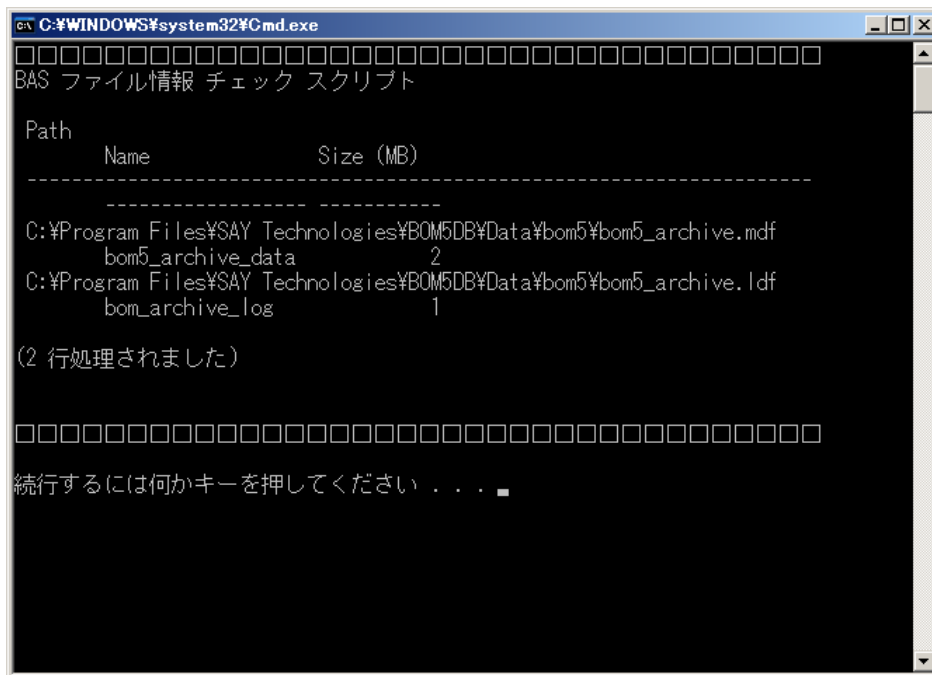 C:¥WINDOWS¥system32¥Cmd.exe
□□□□□□□□□□□□□□□□□□□□□□□□□□□□□□□□□□□□
BAS ファイル情報 チェック スクリプト
Path
Name Size (MB)
----------------------------------------------------------------------
----------------- -----------
C:¥Program Files¥SAY Technologies¥BOM5DB¥Data¥bom5¥bom5_archive.mdf
bom5_archive_data 2
C:¥Program Files¥SAY Technologies¥BOM5DB¥Data¥bom5¥bom5_archive.ldf
bom_archive_log 1
(2 行処理されました)
□□□□□□□□□□□□□□□□□□□□□□□□□□□□□□□□□□□□
続行するには何かキーを押してください . . .